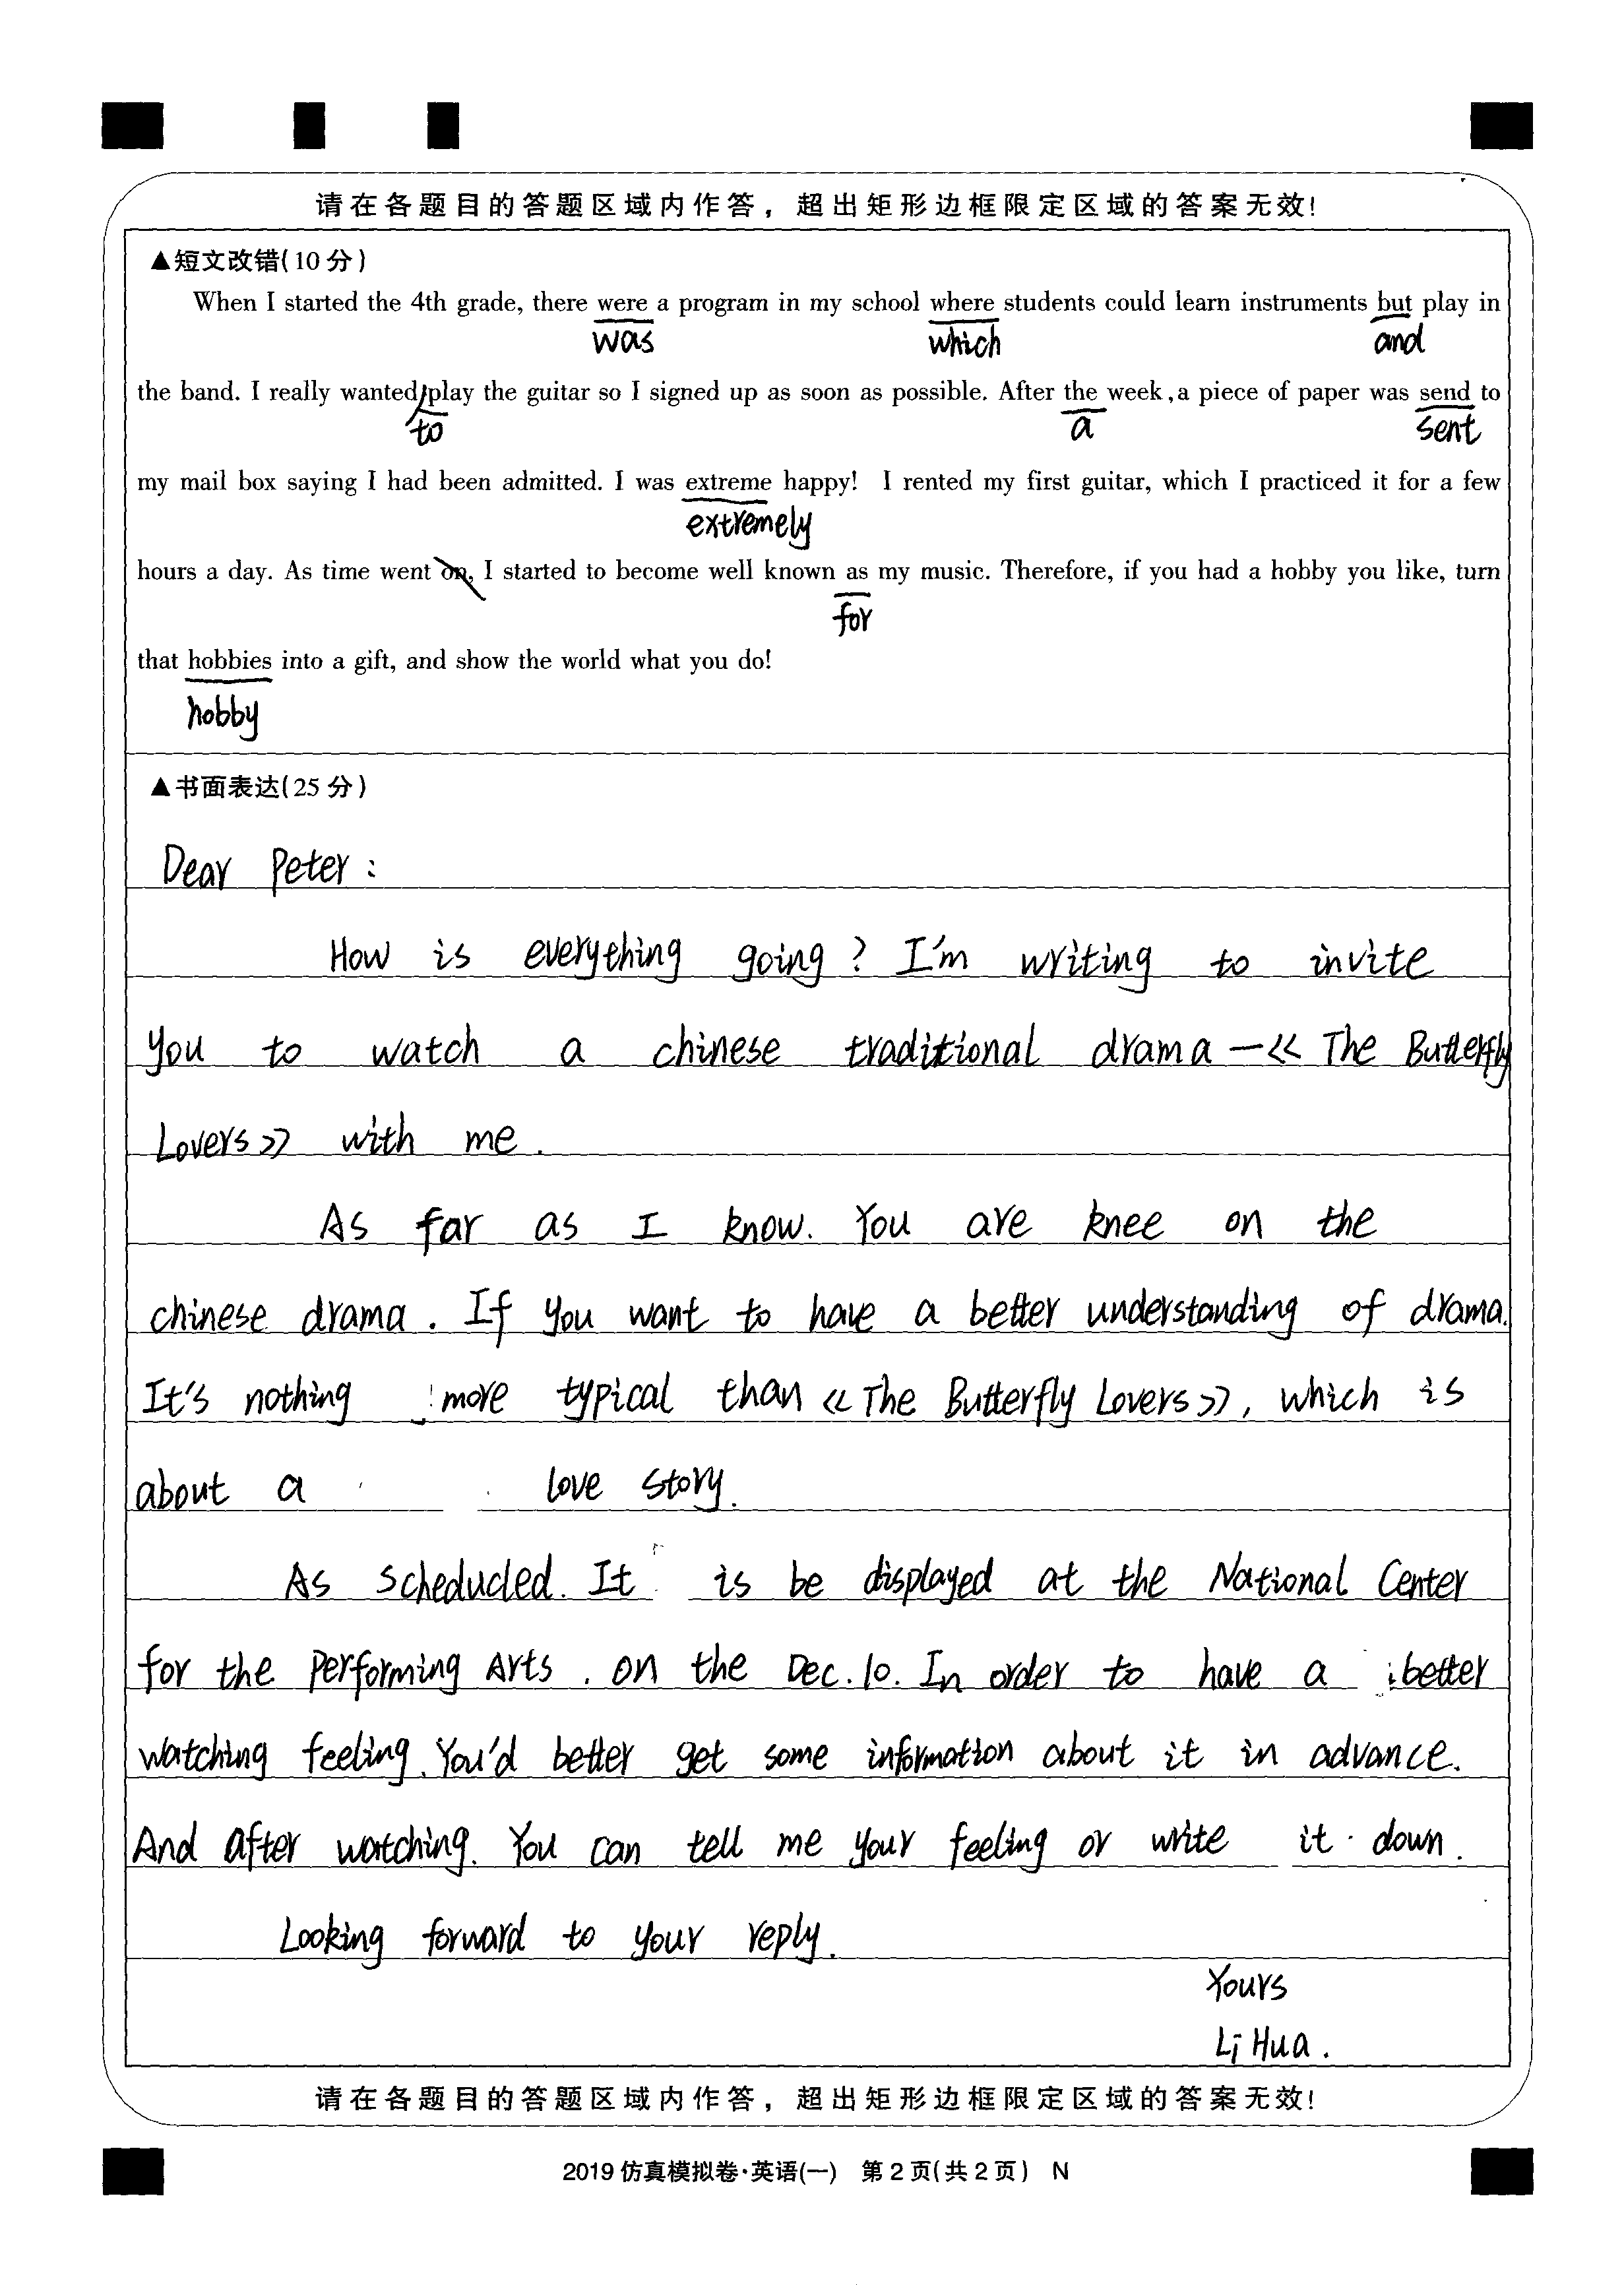 请在各题目的答题区域内作答，超出矩形边框限定区域的答案无效！
▲短文改错(10分)
When I started the 4th grade, there were a program in my school where students could learn instruments but play in
was which and
the band. I really wanted play the guitar so I signed up as soon as possible. After the week, a piece of paper was send to
to a sent
my mail box saying I had been admitted. I was extreme happy! I rented my first guitar, which I practiced it for a few
extremely
hours a day. As time went on, I started to become well known as my music. Therefore, if you had a hobby you like, turn
for
that hobbies into a gift, and show the world what you do!
hobby
▲书面表达(25分)
Dear Peter:
How is everything going? I'm writing to invite
you to watch a chinese traditional drama—《The Butterfly
Lovers》 with me.
As far as I know. You are knee on the
chinese drama. If you want to have a better understanding of drama.
It's nothing more typical than 《The Butterfly Lovers》, which is
about a love story.
As scheducled. It is be displayed at the National Center
for the Performing Arts. on the Dec.10. In order to have a better
watching feeling. You'd better get some information about it in advance.
And after watching. You can tell me your feeling or write it down.
Looking forward to your reply.
Yours
Li Hua.
请在各题目的答题区域内作答，超出矩形边框限定区域的答案无效！
2019仿真模拟卷·英语(一) 第2页(共2页) N